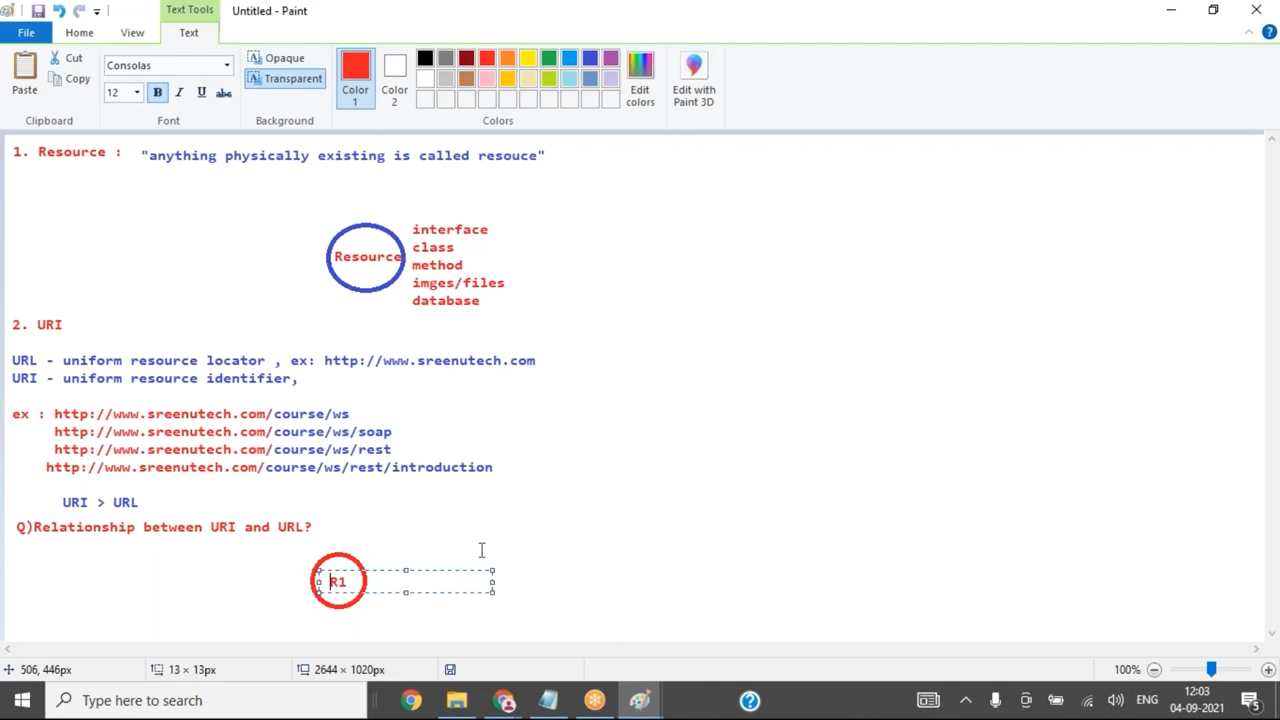 Text Tools
Untitled - Paint
File
Home
View
Text
Paste
Cut
Copy
Clipboard
Consolas
12
B
I
U
abc
Font
Opaque
Transparent
Background
Color 1
Color 2
Edit colors
Colors
Edit with Paint 3D
1. Resource : "anything physically existing is called resouce"
Resource
interface
class
method
imges/files
database
2. URI
URL - uniform resource locator , ex: http://www.sreenutech.com
URI - uniform resource identifier,
ex : http://www.sreenutech.com/course/ws
http://www.sreenutech.com/course/ws/soap
http://www.sreenutech.com/course/ws/rest
http://www.sreenutech.com/course/ws/rest/introduction
URI > URL
Q)Relationship between URI and URL?
R1
506, 446px
13 × 13px
2644 × 1020px
100%
Type here to search
ENG
12:03
04-09-2021
5